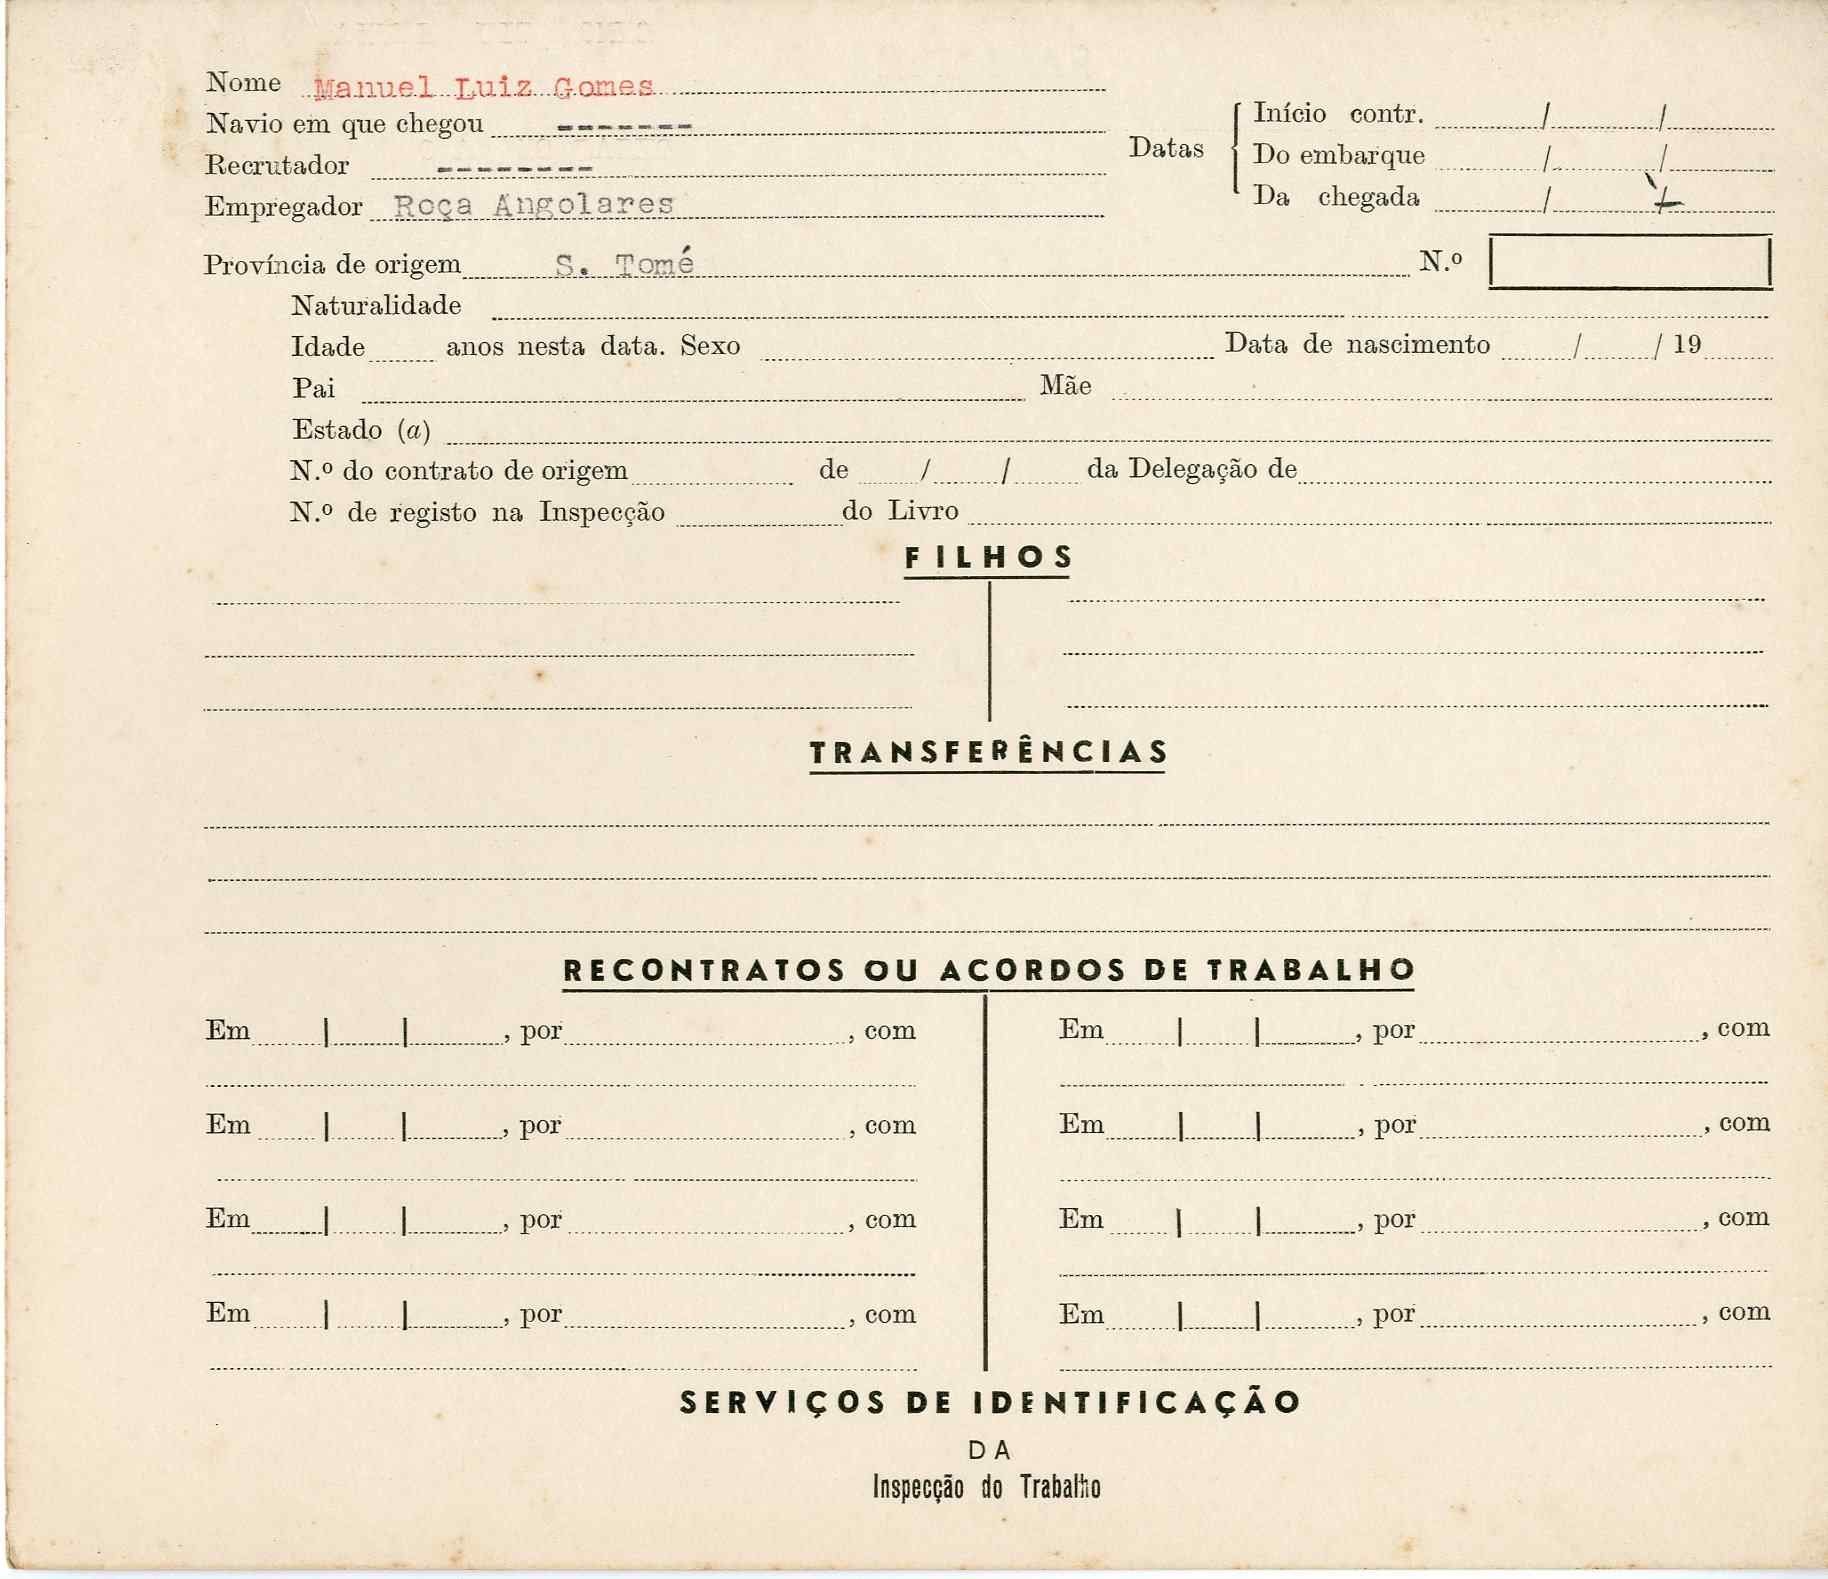 Nome Manuel Luiz Gomes
Navio em que chegou -------
Recrutador --------
Empregador Roça Angolares
Datas
Início contr. / /
Do embarque / /
Da chegada / /
Província de origem S. Tomé N.º
Naturalidade
Idade anos nesta data. Sexo Data de nascimento / / 19
Pai Mãe
Estado (a)
N.º do contrato de origem de / / da Delegação de
N.º de registo na Inspecção do Livro
FILHOS
TRANSFERÊNCIAS
RECONTRATOS OU ACORDOS DE TRABALHO
Em | | , por , com Em | | , por , com
Em | | , por , com Em | | , por , com
Em | | , por , com Em | | , por , com
Em | | , por , com Em | | , por , com
SERVIÇOS DE IDENTIFICAÇÃO
DA
Inspecção do Trabalho